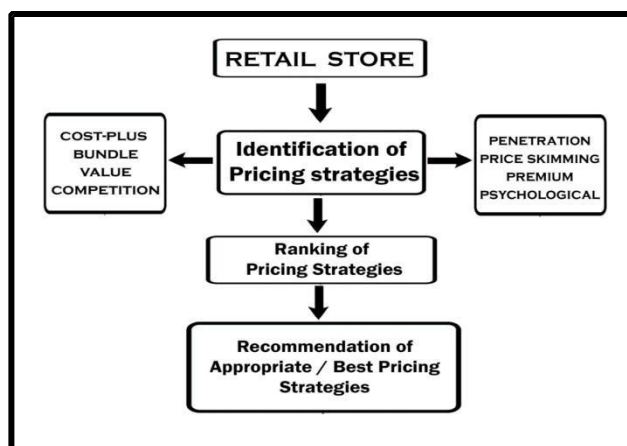 RETAIL STORE
COST-PLUS
BUNDLE
VALUE
COMPETITION
Identification of
Pricing strategies
PENETRATION
PRICE SKIMMING
PREMIUM
PSYCHOLOGICAL
Ranking of
Pricing Strategies
Recommendation of
Appropriate / Best Pricing
Strategies